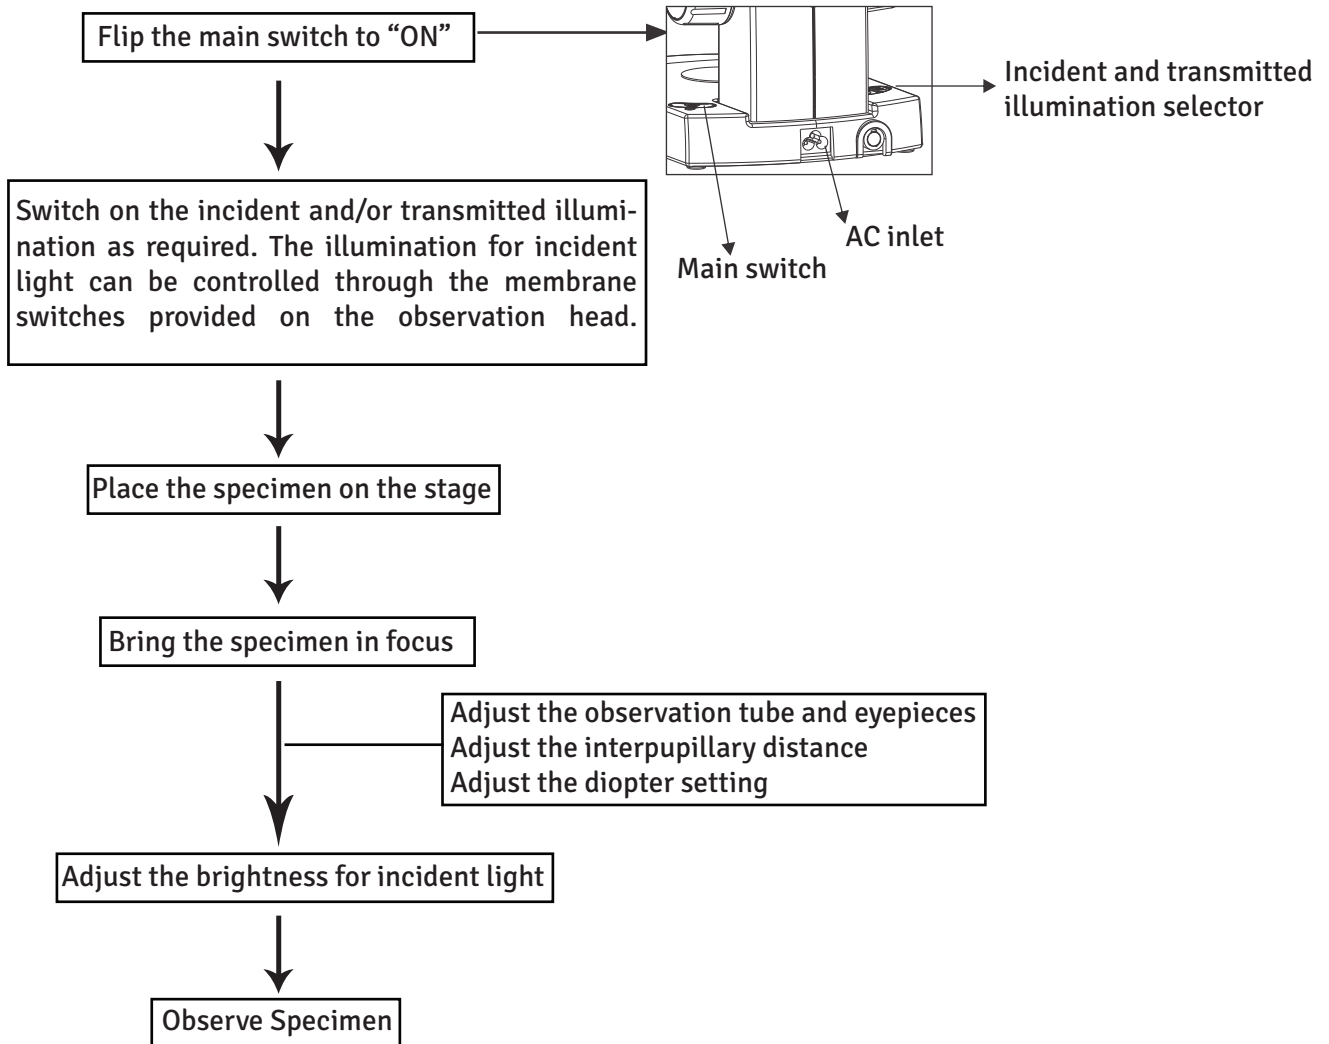 Flip the main switch to “ON”
Incident and transmitted
illumination selector
AC inlet
Main switch
Switch on the incident and/or transmitted illumi-
nation as required. The illumination for incident
light can be controlled through the membrane
switches provided on the observation head.
Place the specimen on the stage
Bring the specimen in focus
Adjust the observation tube and eyepieces
Adjust the interpupillary distance
Adjust the diopter setting
Adjust the brightness for incident light
Observe Specimen